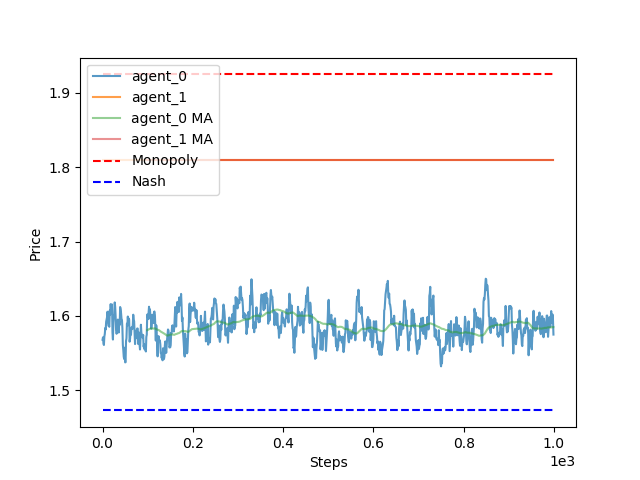 agent_0
agent_1
agent_0 MA
agent_1 MA
Monopoly
Nash
Price
1.9
1.8
1.7
1.6
1.5
0.0 0.2 0.4 0.6 0.8 1.0
Steps
1e3